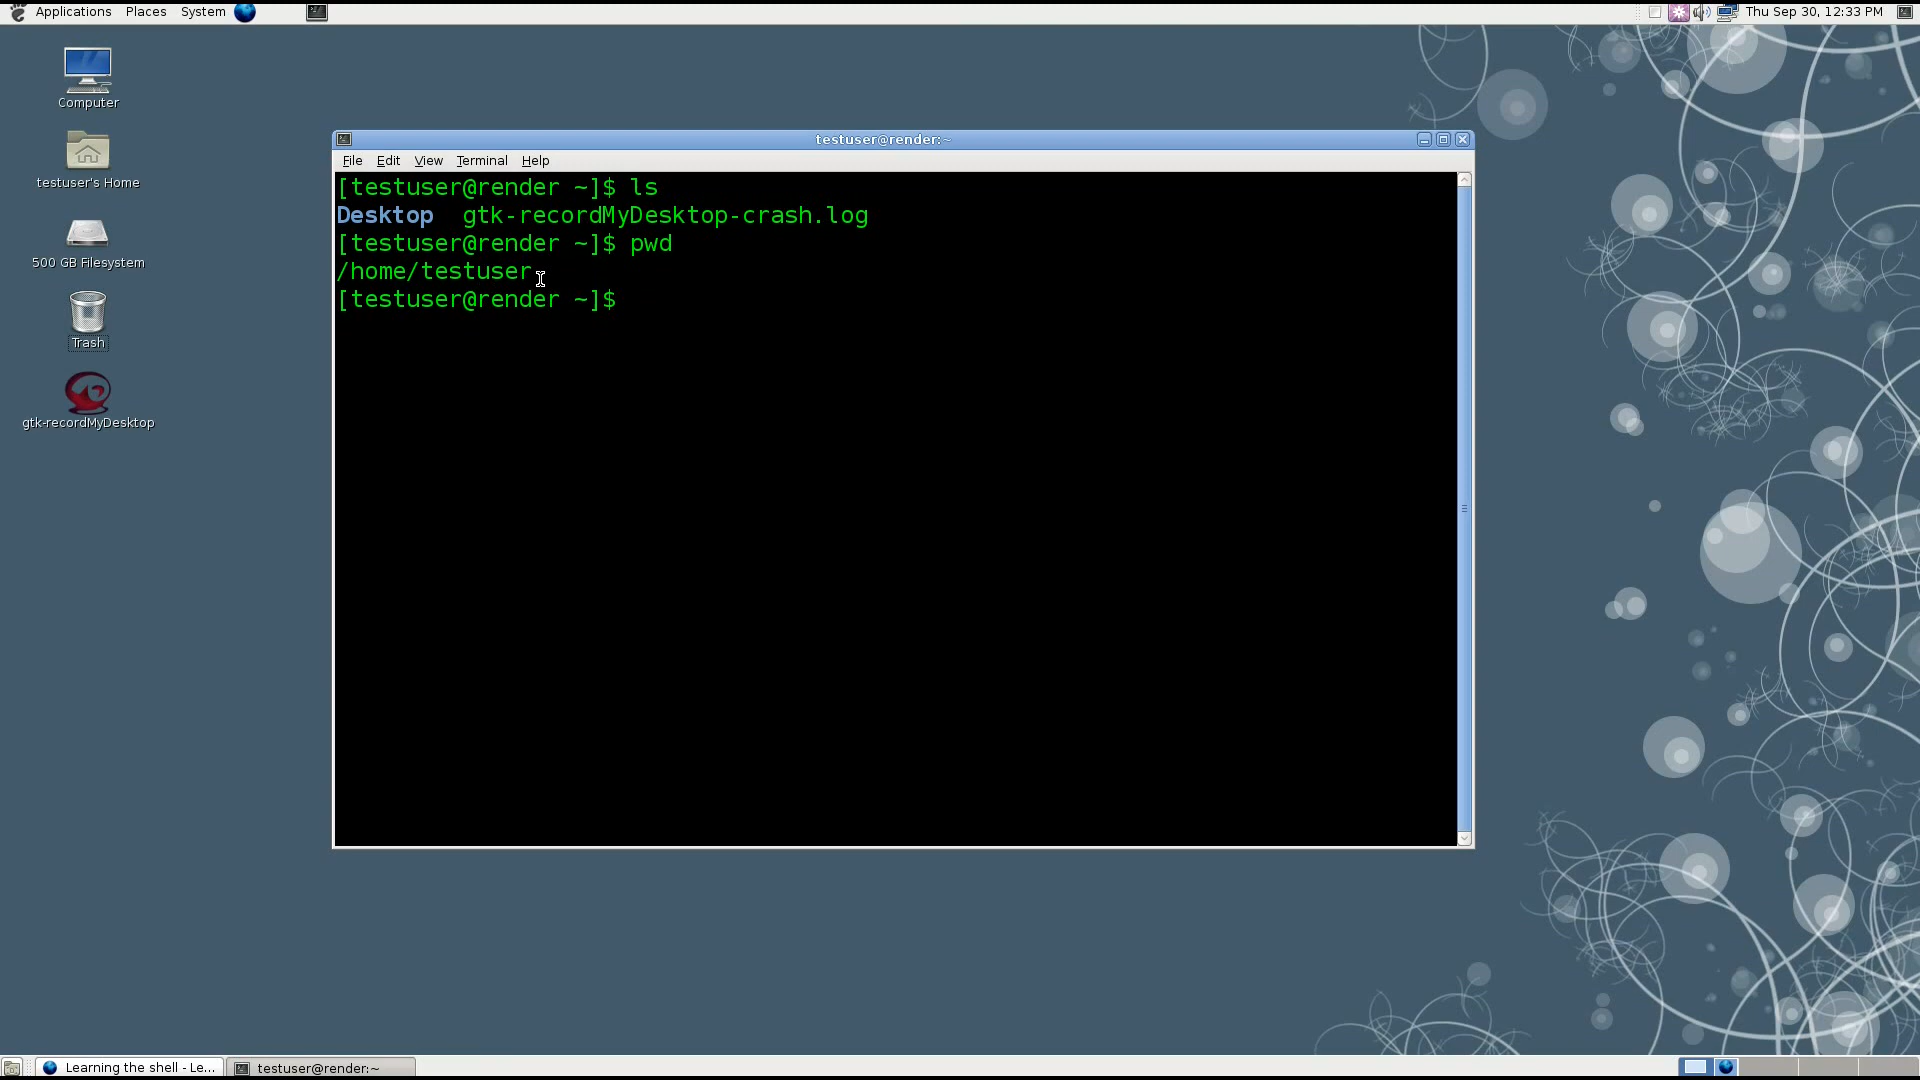 Applications Places System Thu Sep 30, 12:33 PM
Computer
testuser's Home
500 GB Filesystem
Trash
gtk-recordMyDesktop
testuser@render:~
File Edit View Terminal Help
[testuser@render ~]$ ls
Desktop gtk-recordMyDesktop-crash.log
[testuser@render ~]$ pwd
/home/testuser
[testuser@render ~]$
Learning the shell - Le... testuser@render:~